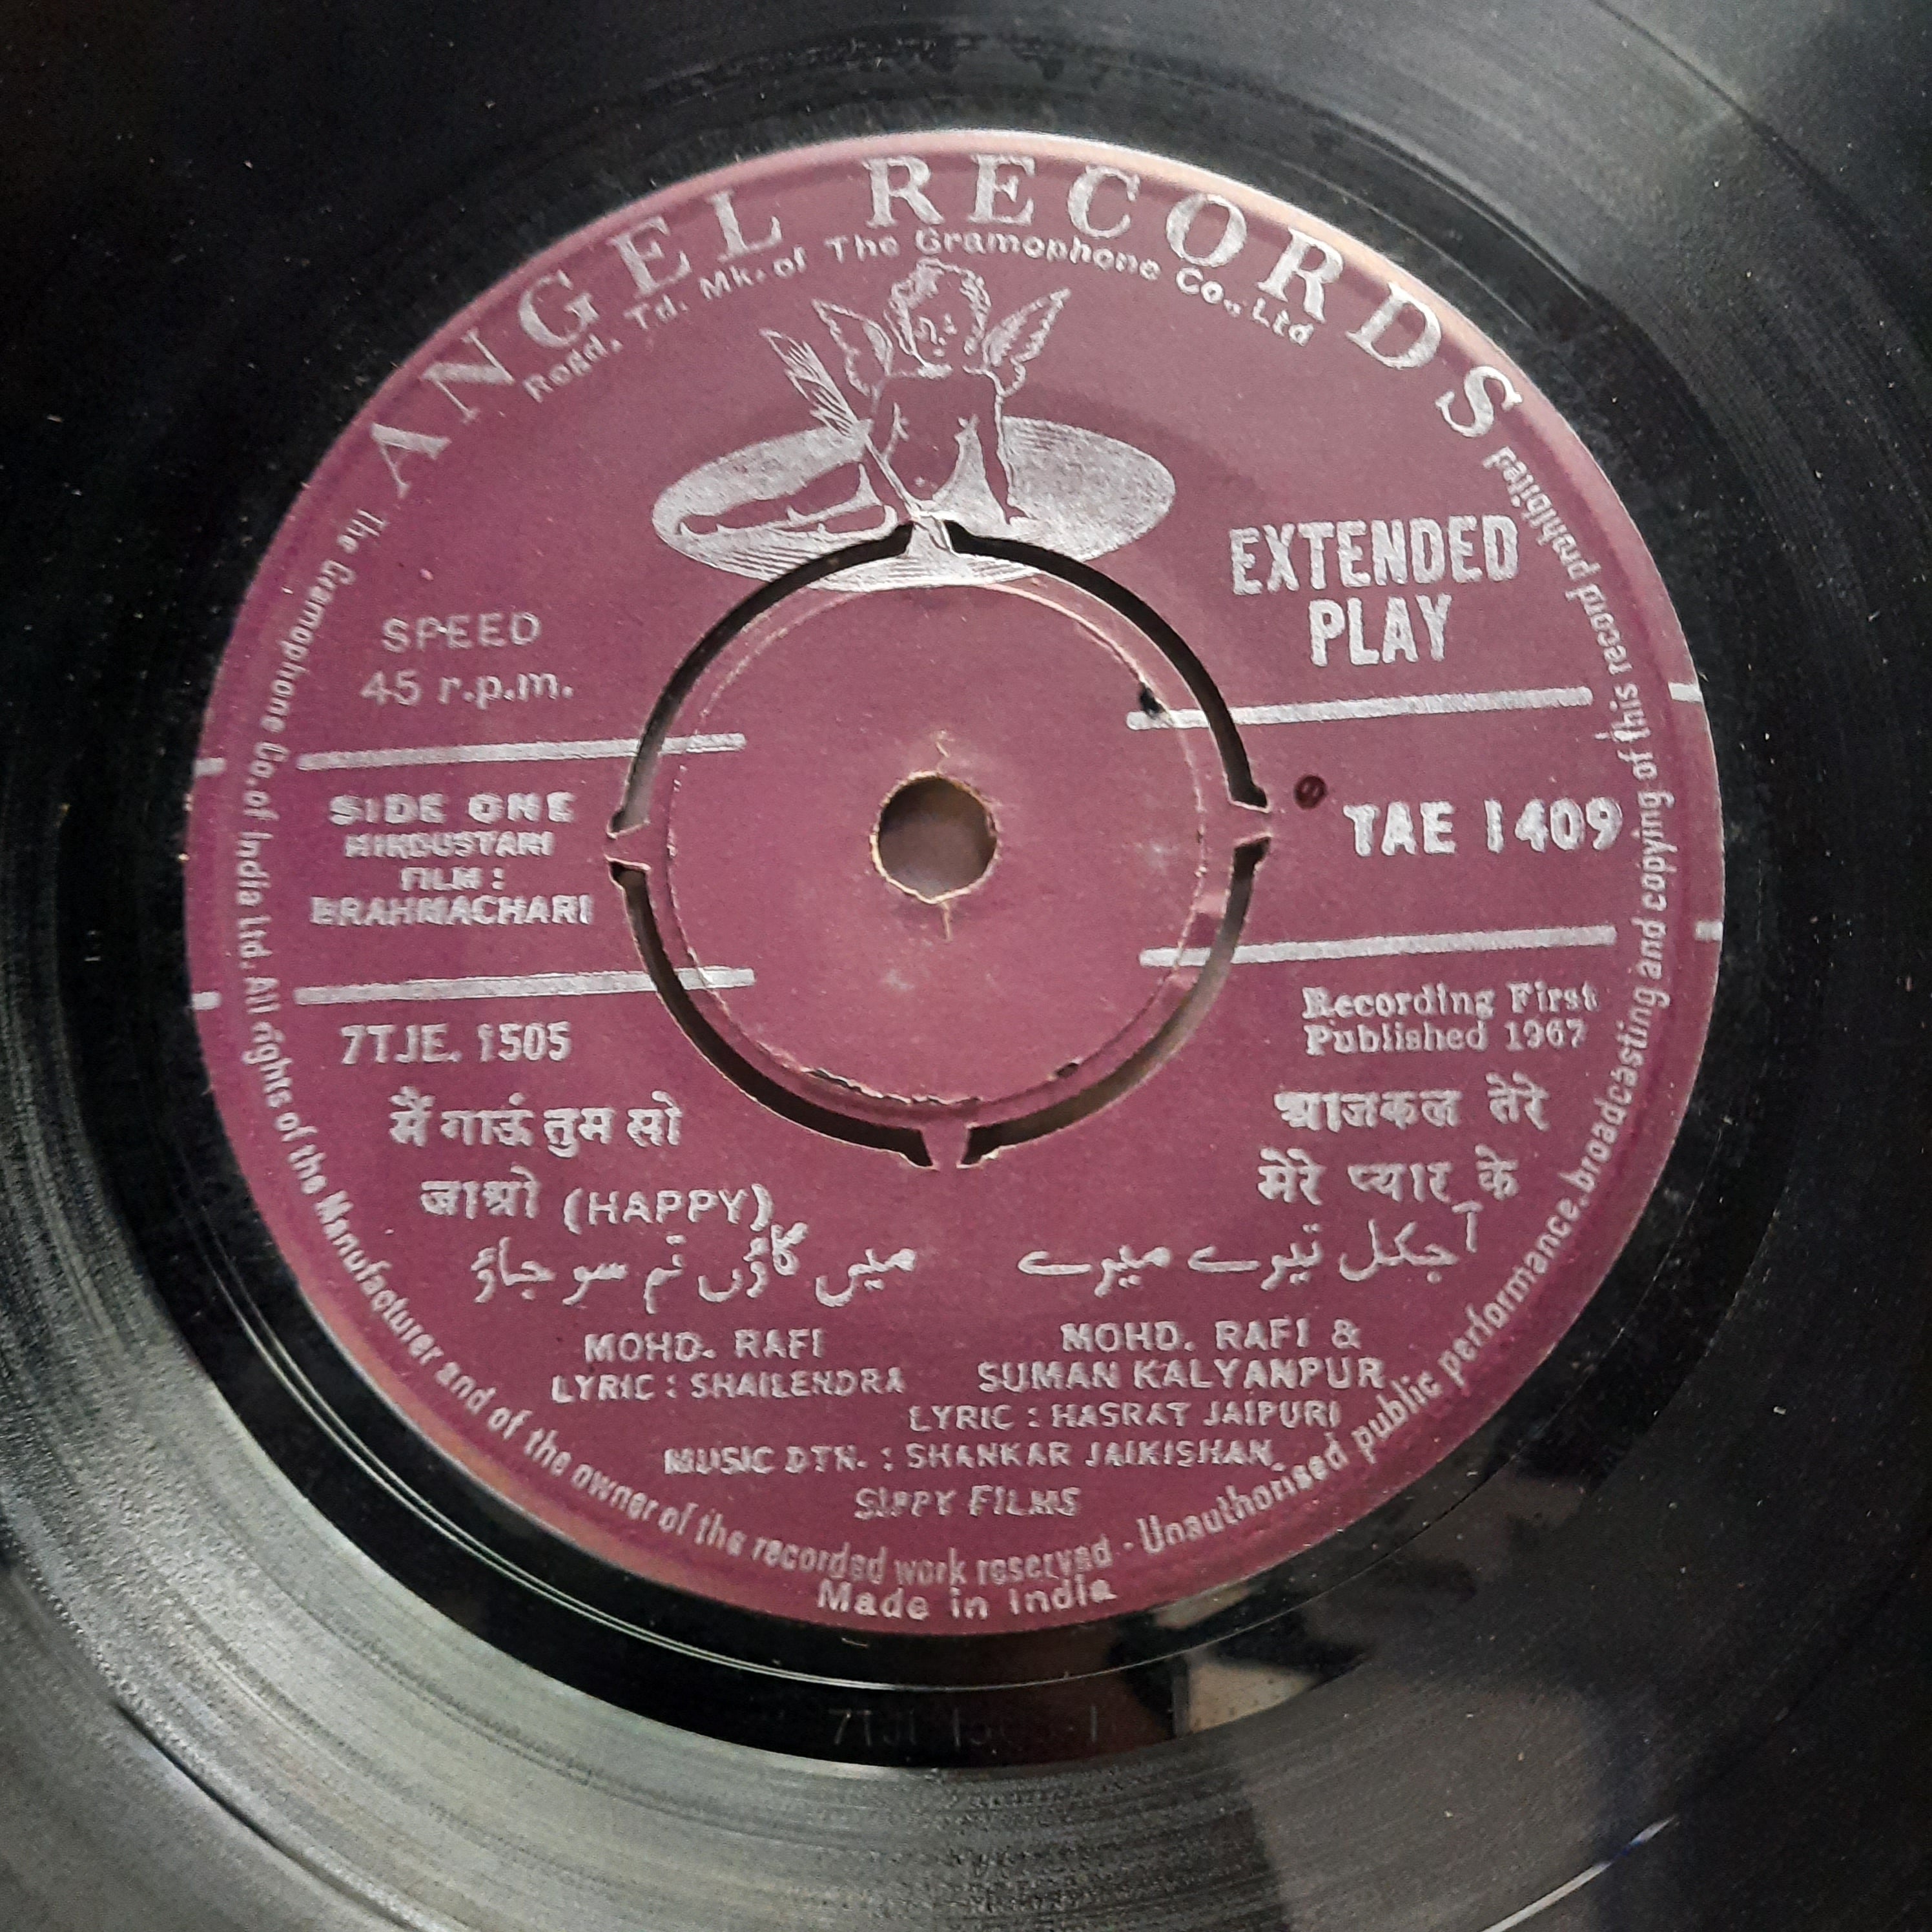 ANGEL RECORDS
Regd. Td. Mk. of The Gramophone Co., Ltd
EXTENDED
PLAY
SPEED
45 r.p.m.
SIDE ONE
HINDUSTANI
FILM :
BRAHMACHARI
TAE 1409
7TJE. 1505
Recording First
Published 1967
मैं गाऊं तुम सो
जाश्रो (HAPPY)
میں گاؤں تم سو جاؤ
MOHD. RAFI
LYRIC : SHAILENDRA
श्राजकल तेरे
मेरे प्यार के
آجکل تیرے میرے
MOHD. RAFI &
SUMAN KALYANPUR
LYRIC : HASRAT JAIPURI
MUSIC DTN. : SHANKAR JAIKISHAN
SIPPY FILMS
The Gramophone Co. of India Ltd. All rights of the Manufacturer and of the owner of the recorded work reserved · Unauthorised public performance, broadcasting and copying of this record prohibited
Made in India